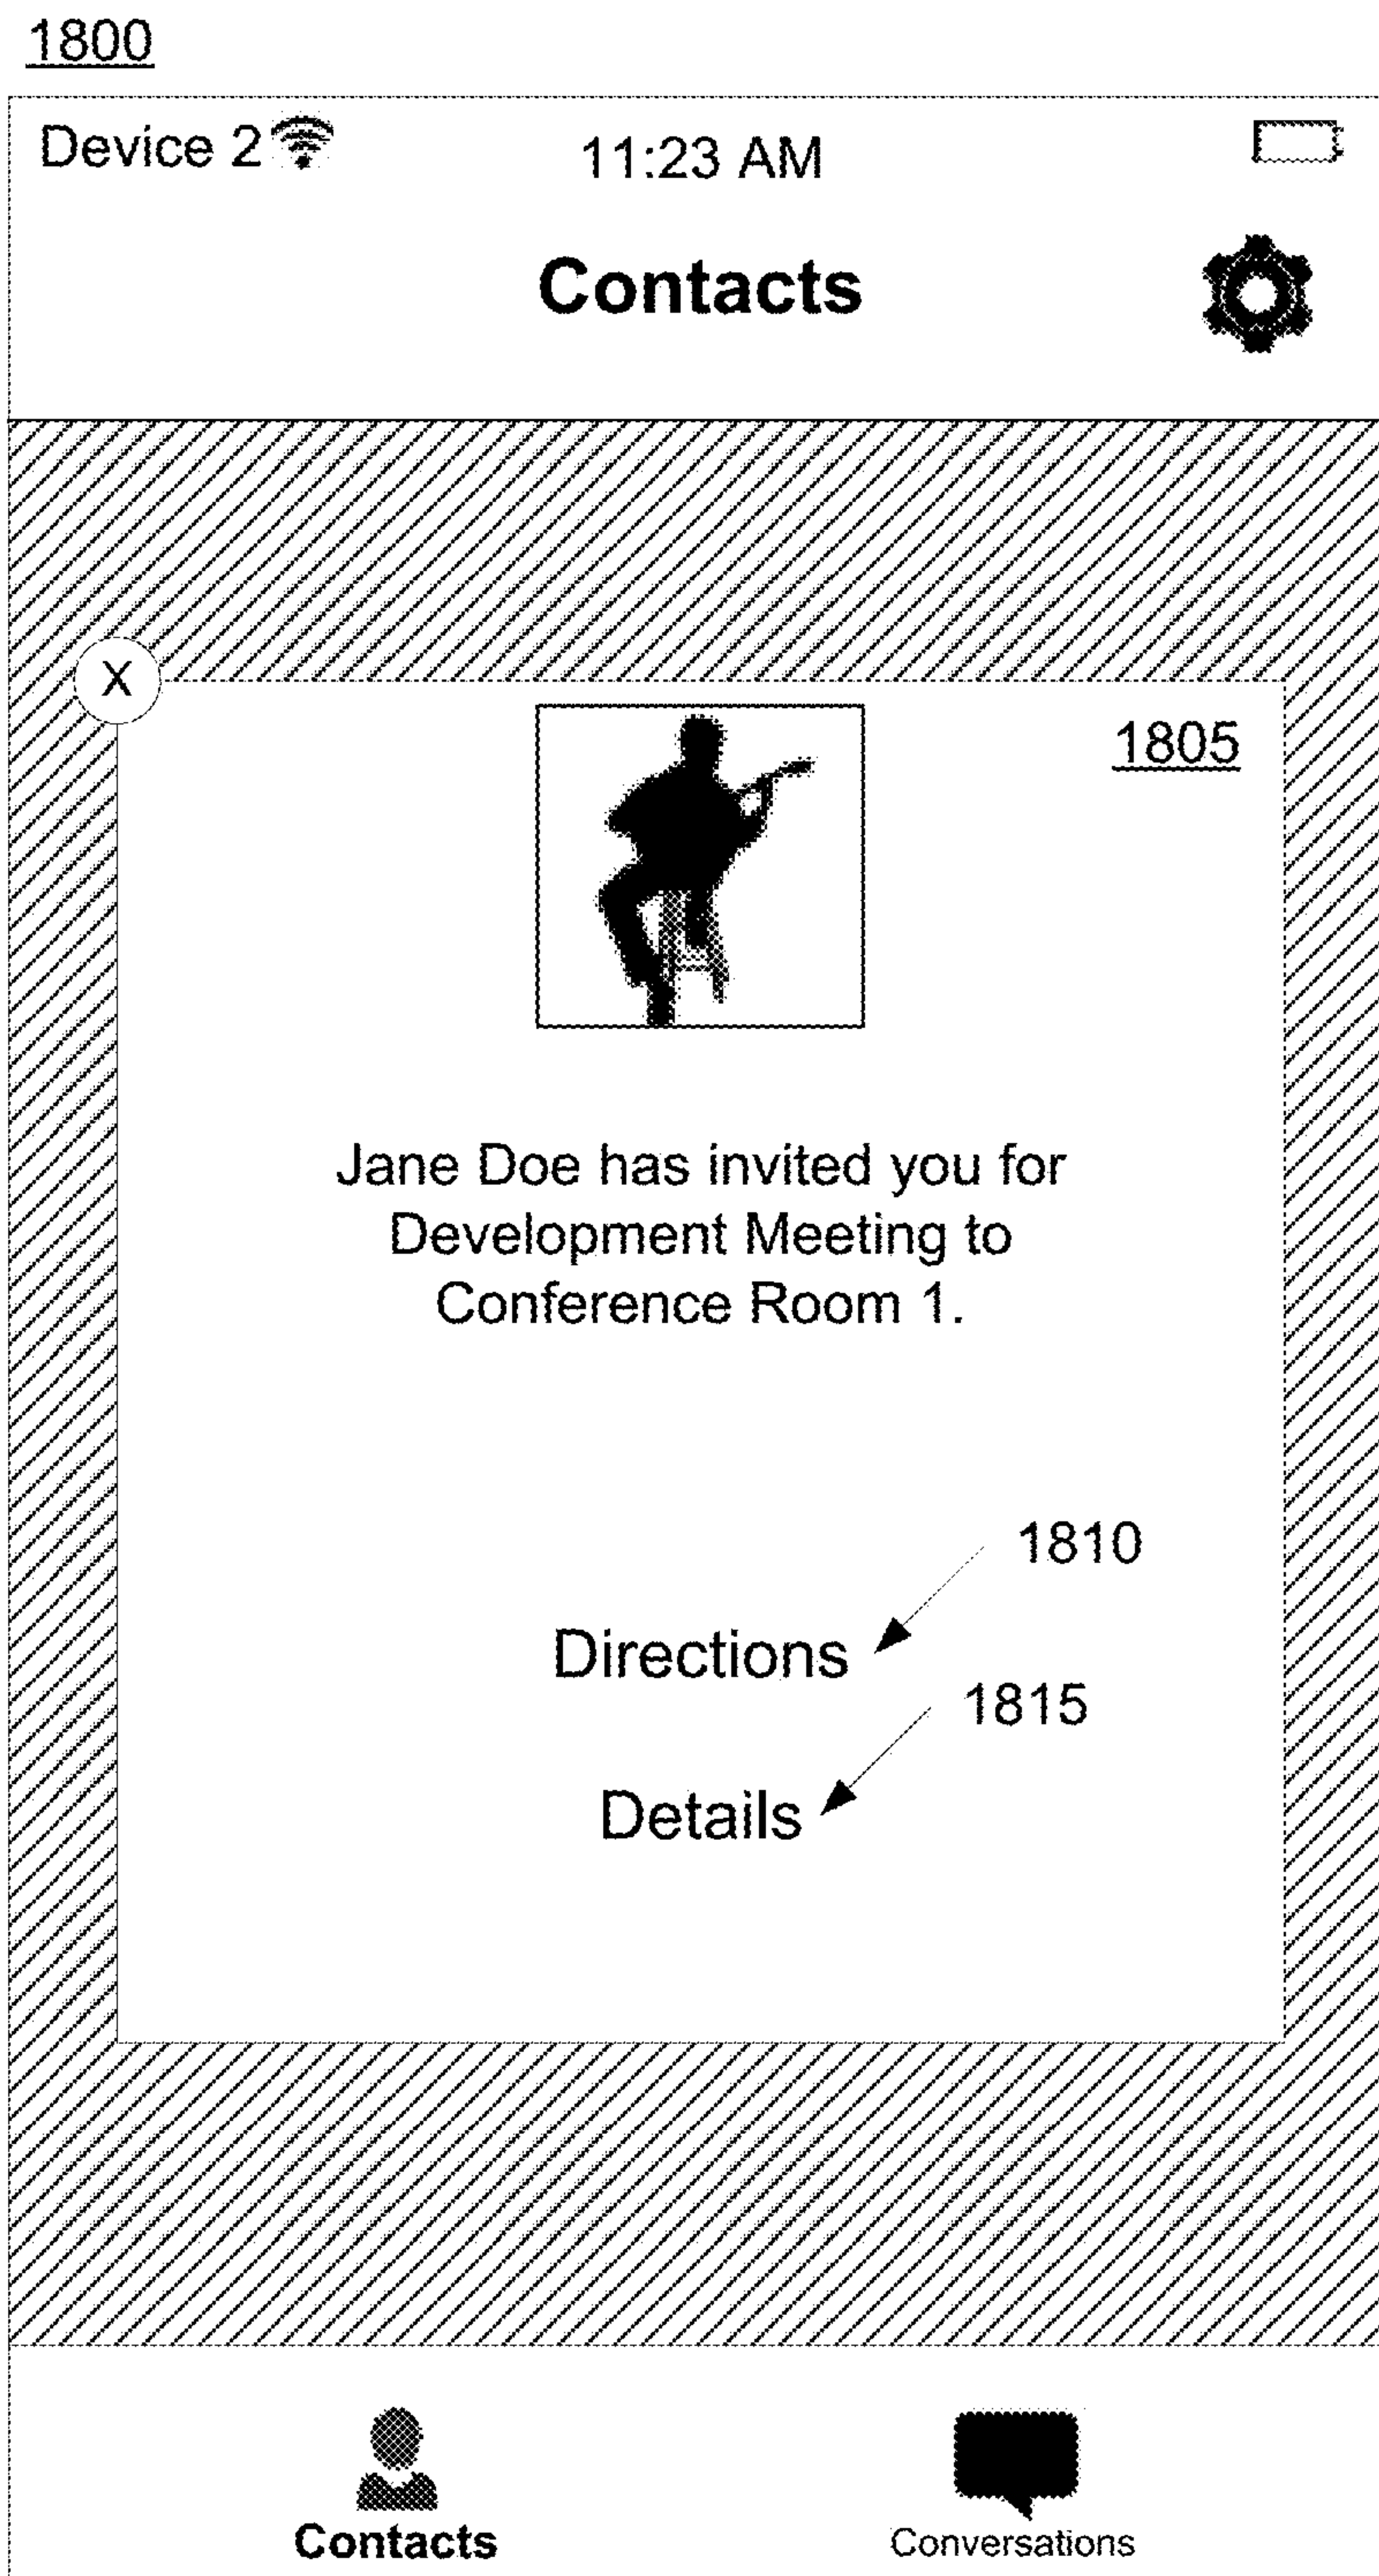 1800
Device 2
11:23 AM
Contacts
X
1805
Jane Doe has invited you for
Development Meeting to
Conference Room 1.
1810
Directions
1815
Details
Contacts
Conversations